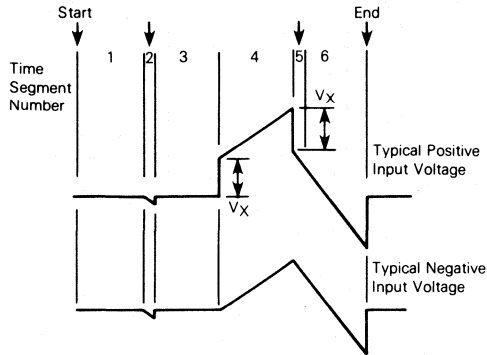 Start
End
Time
Segment
Number
1
2
3
4
5
6
VX
VX
Typical Positive
Input Voltage
Typical Negative
Input Voltage